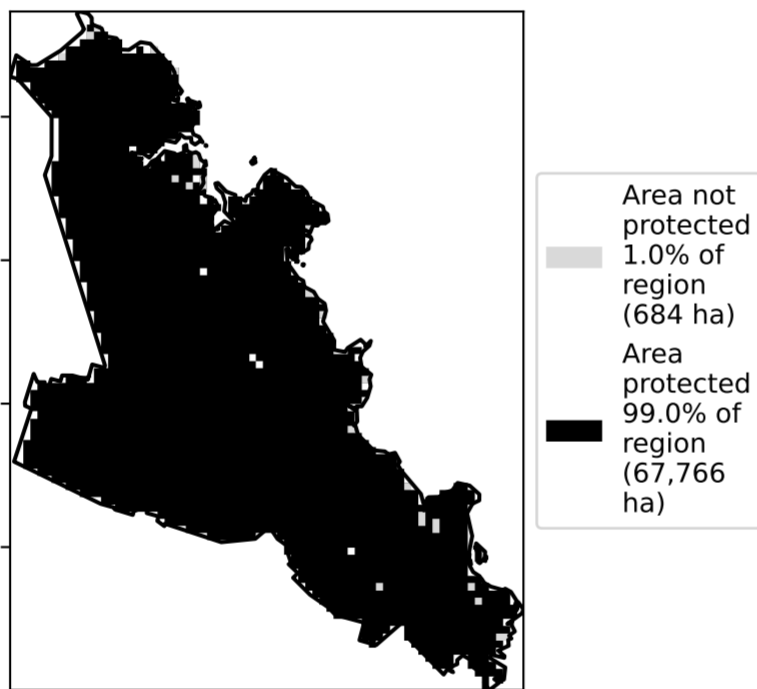 Area not
protected
1.0% of
region
(684 ha)
Area
protected
99.0% of
region
(67,766
ha)